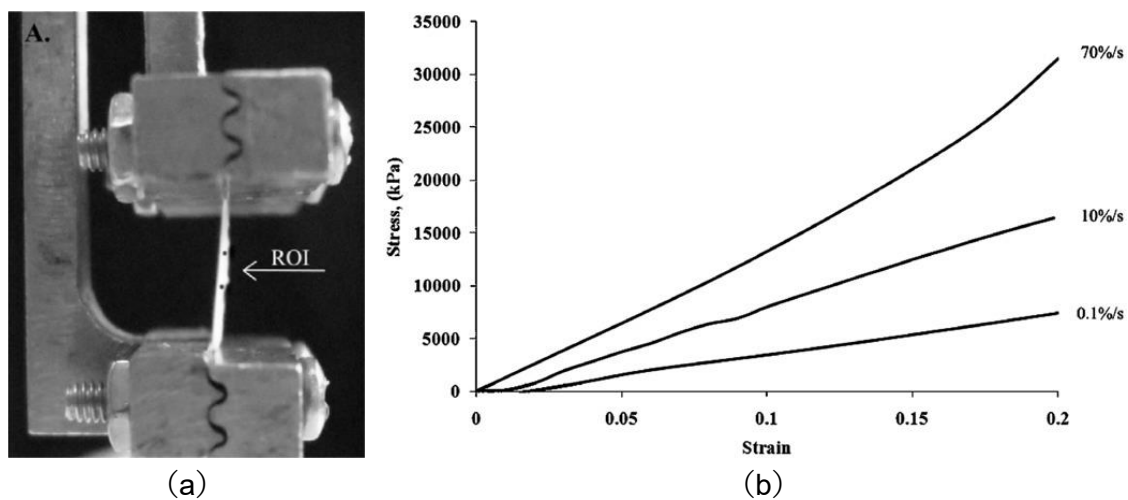 A.
ROI
35000
30000
25000
20000
15000
10000
5000
0
Stress, (kPa)
0
0.05
0.1
0.15
0.2
Strain
70%/s
10%/s
0.1%/s
(a)
(b)